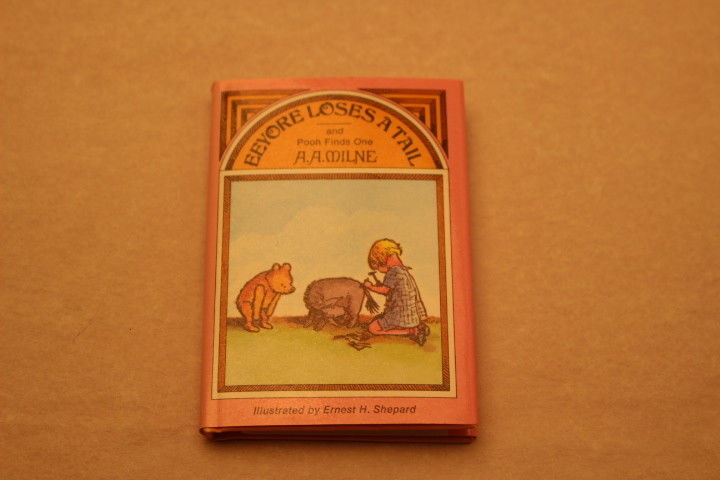 EEYORE LOSES A TAIL
and
Pooh Finds One
A.A. MILNE
Illustrated by Ernest H. Shepard